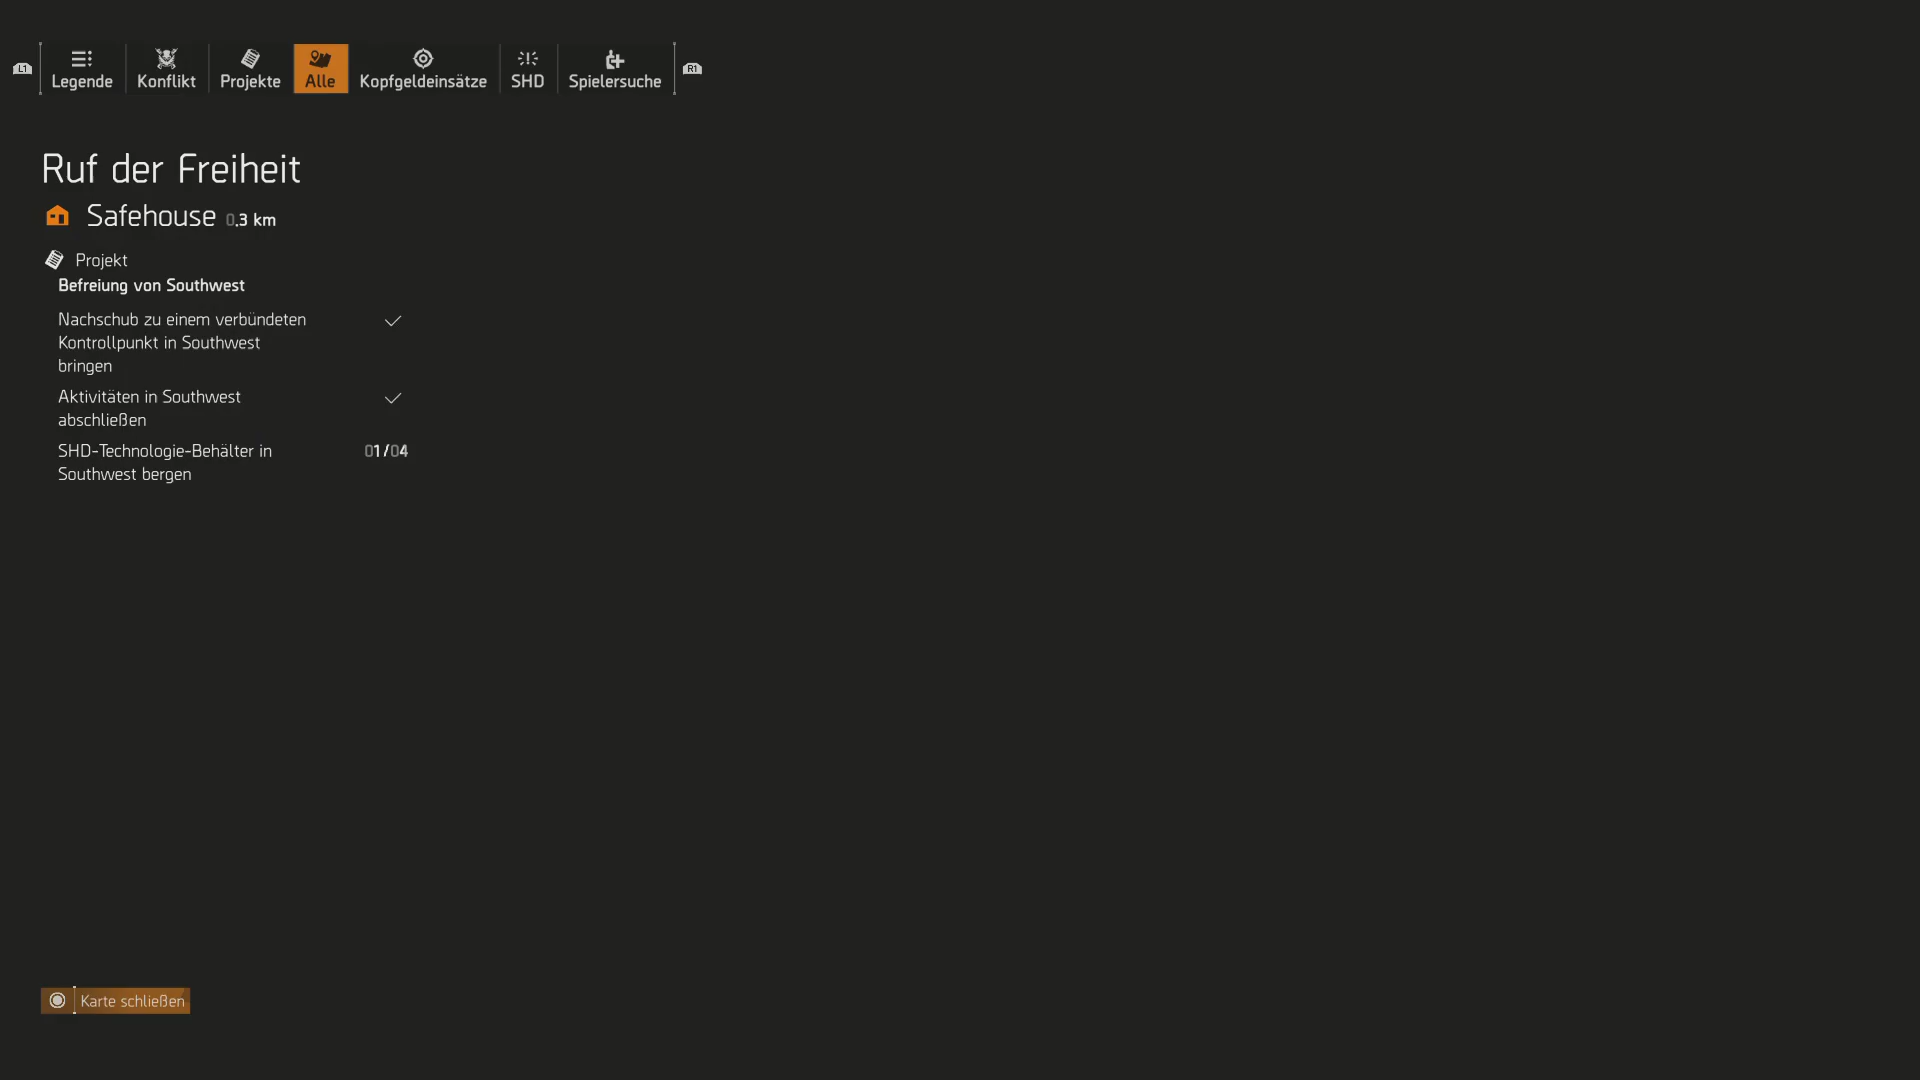 L1
Legende
Konflikt
Projekte
Alle
Kopfgeldeinsätze
SHD
Spielersuche
R1
Ruf der Freiheit
Safehouse 0.3 km
Projekt
Befreiung von Southwest
Nachschub zu einem verbündeten
Kontrollpunkt in Southwest
bringen
Aktivitäten in Southwest
abschließen
SHD-Technologie-Behälter in 01/04
Southwest bergen
Karte schließen